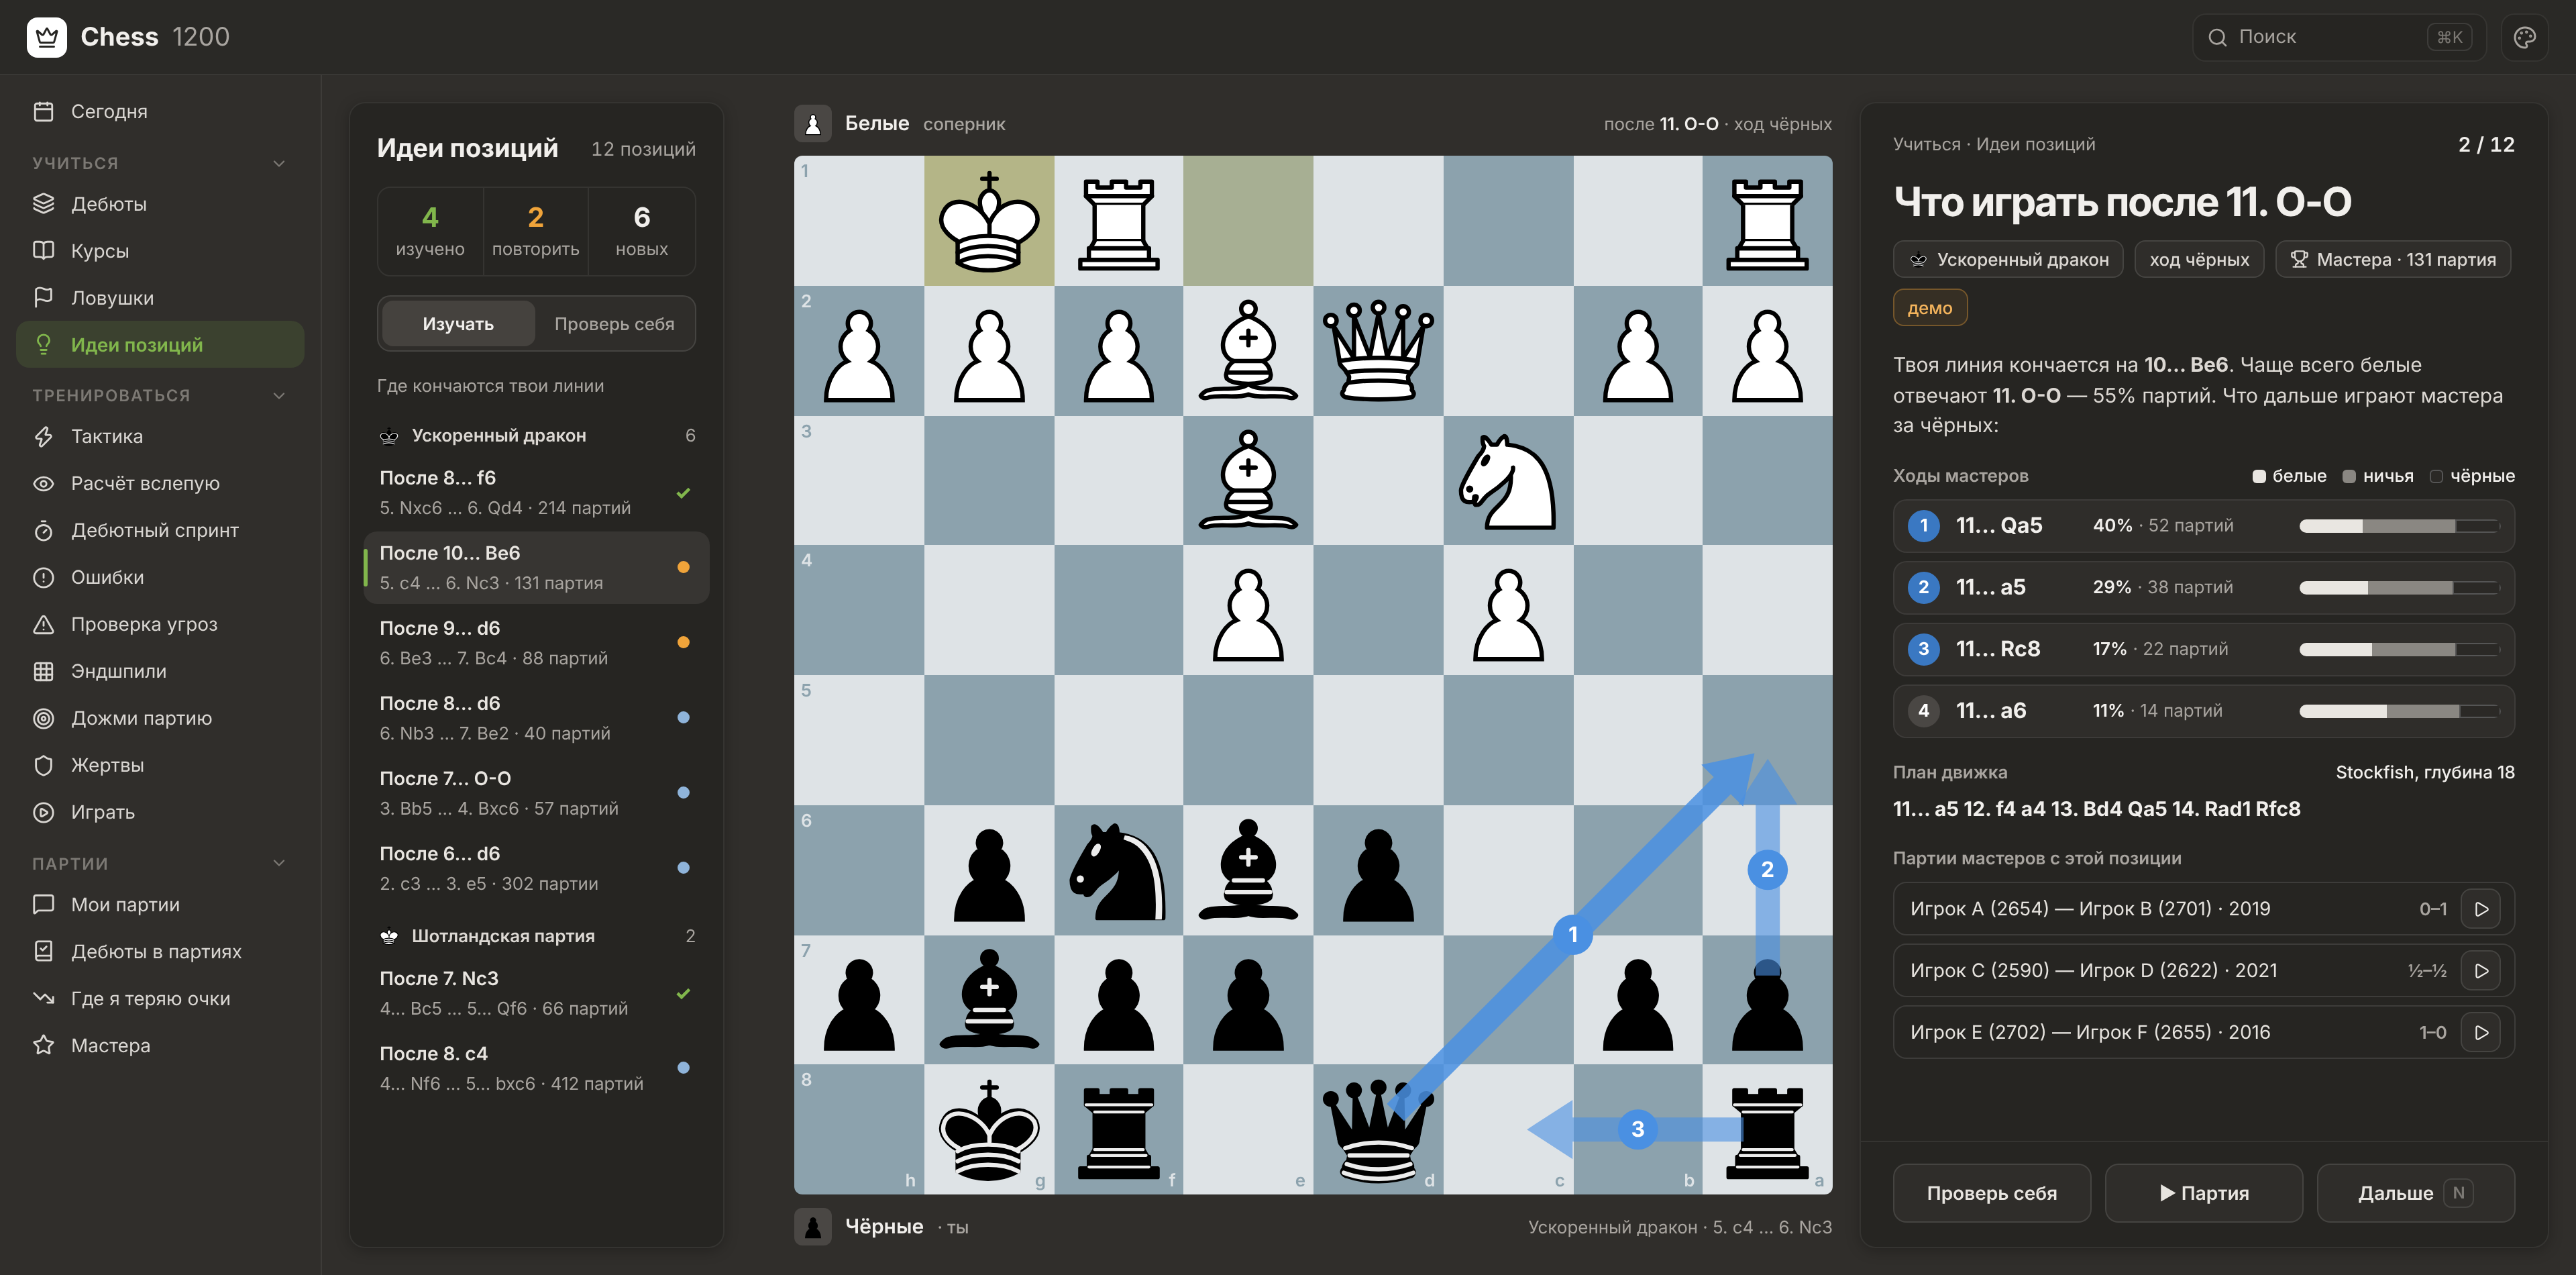 Chess 1200
Поиск ⌘K
Сегодня
УЧИТЬСЯ
Дебюты
Курсы
Ловушки
Идеи позиций
ТРЕНИРОВАТЬСЯ
Тактика
Расчёт вслепую
Дебютный спринт
Ошибки
Проверка угроз
Эндшпили
Дожми партию
Жертвы
Играть
ПАРТИИ
Мои партии
Дебюты в партиях
Где я теряю очки
Мастера
Идеи позиций 12 позиций
4 2 6
изучено повторить новых
Изучать Проверь себя
Где кончаются твои линии
Ускоренный дракон 6
После 8... f6
5. Nxc6 ... 6. Qd4 · 214 партий
После 10... Be6
5. c4 ... 6. Nc3 · 131 партия
После 9... d6
6. Be3 ... 7. Bc4 · 88 партий
После 8... d6
6. Nb3 ... 7. Be2 · 40 партий
После 7... O-O
3. Bb5 ... 4. Bxc6 · 57 партий
После 6... d6
2. c3 ... 3. e5 · 302 партии
Шотландская партия 2
После 7. Nc3
4... Bc5 ... 5... Qf6 · 66 партий
После 8. c4
4... Nf6 ... 5... bxc6 · 412 партий
Белые соперник
после 11. O-O · ход чёрных
1
2
3
4
5
6
7
8
h g f e d c b a
1
2
3
Чёрные · ты
Ускоренный дракон · 5. c4 ... 6. Nc3
Учиться · Идеи позиций 2 / 12
Что играть после 11. O-O
Ускоренный дракон ход чёрных Мастера · 131 партия
демо
Твоя линия кончается на 10... Be6. Чаще всего белые
отвечают 11. O-O — 55% партий. Что дальше играют мастера
за чёрных:
Ходы мастеров белые ничья чёрные
1 11... Qa5 40% · 52 партий
2 11... a5 29% · 38 партий
3 11... Rc8 17% · 22 партий
4 11... a6 11% · 14 партий
План движка Stockfish, глубина 18
11... a5 12. f4 a4 13. Bd4 Qa5 14. Rad1 Rfc8
Партии мастеров с этой позиции
Игрок A (2654) — Игрок B (2701) · 2019 0–1
Игрок C (2590) — Игрок D (2622) · 2021 ½–½
Игрок E (2702) — Игрок F (2655) · 2016 1–0
Проверь себя
▶ Партия
Дальше N